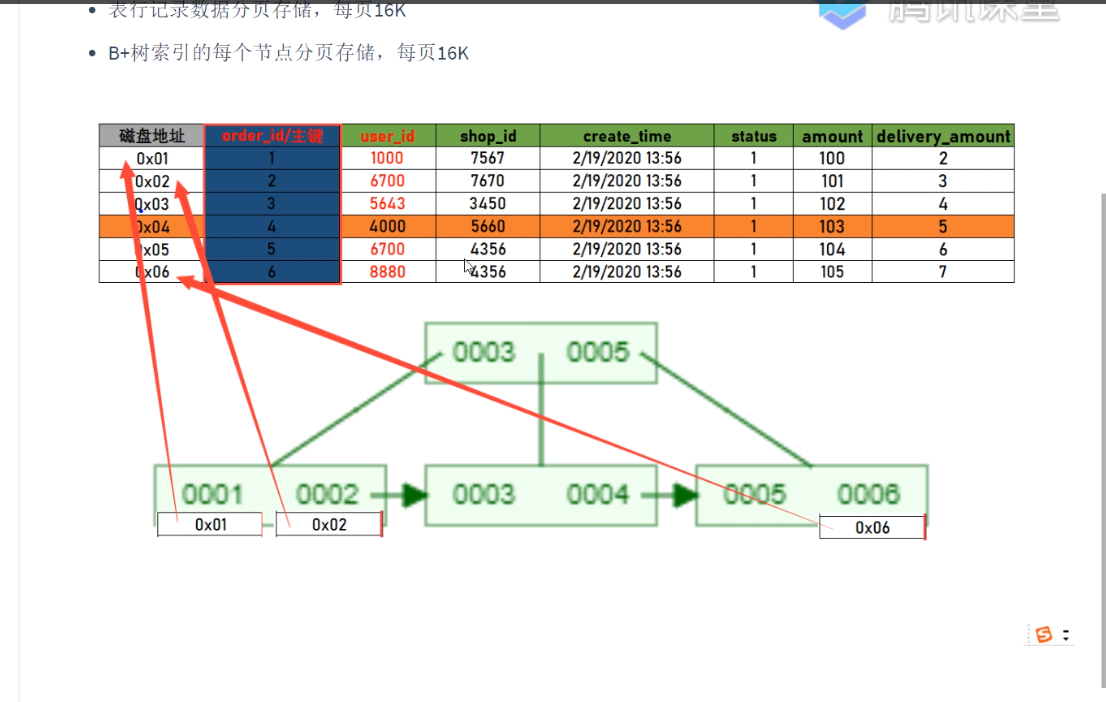 表行记录数据分页存储，每页16K
腾讯课堂
B+树索引的每个节点分页存储，每页16K
磁盘地址 order_id/主键 user_id shop_id create_time status amount delivery_amount
0x01 1 1000 7567 2/19/2020 13:56 1 100 2
0x02 2 6700 7670 2/19/2020 13:56 1 101 3
0x03 3 5643 3450 2/19/2020 13:56 1 102 4
0x04 4 4000 5660 2/19/2020 13:56 1 103 5
0x05 5 6700 4356 2/19/2020 13:56 1 104 6
0x06 6 8880 4356 2/19/2020 13:56 1 105 7
0003 0005
0001 0002 0003 0004 0005 0006
0x01 0x02 0x06